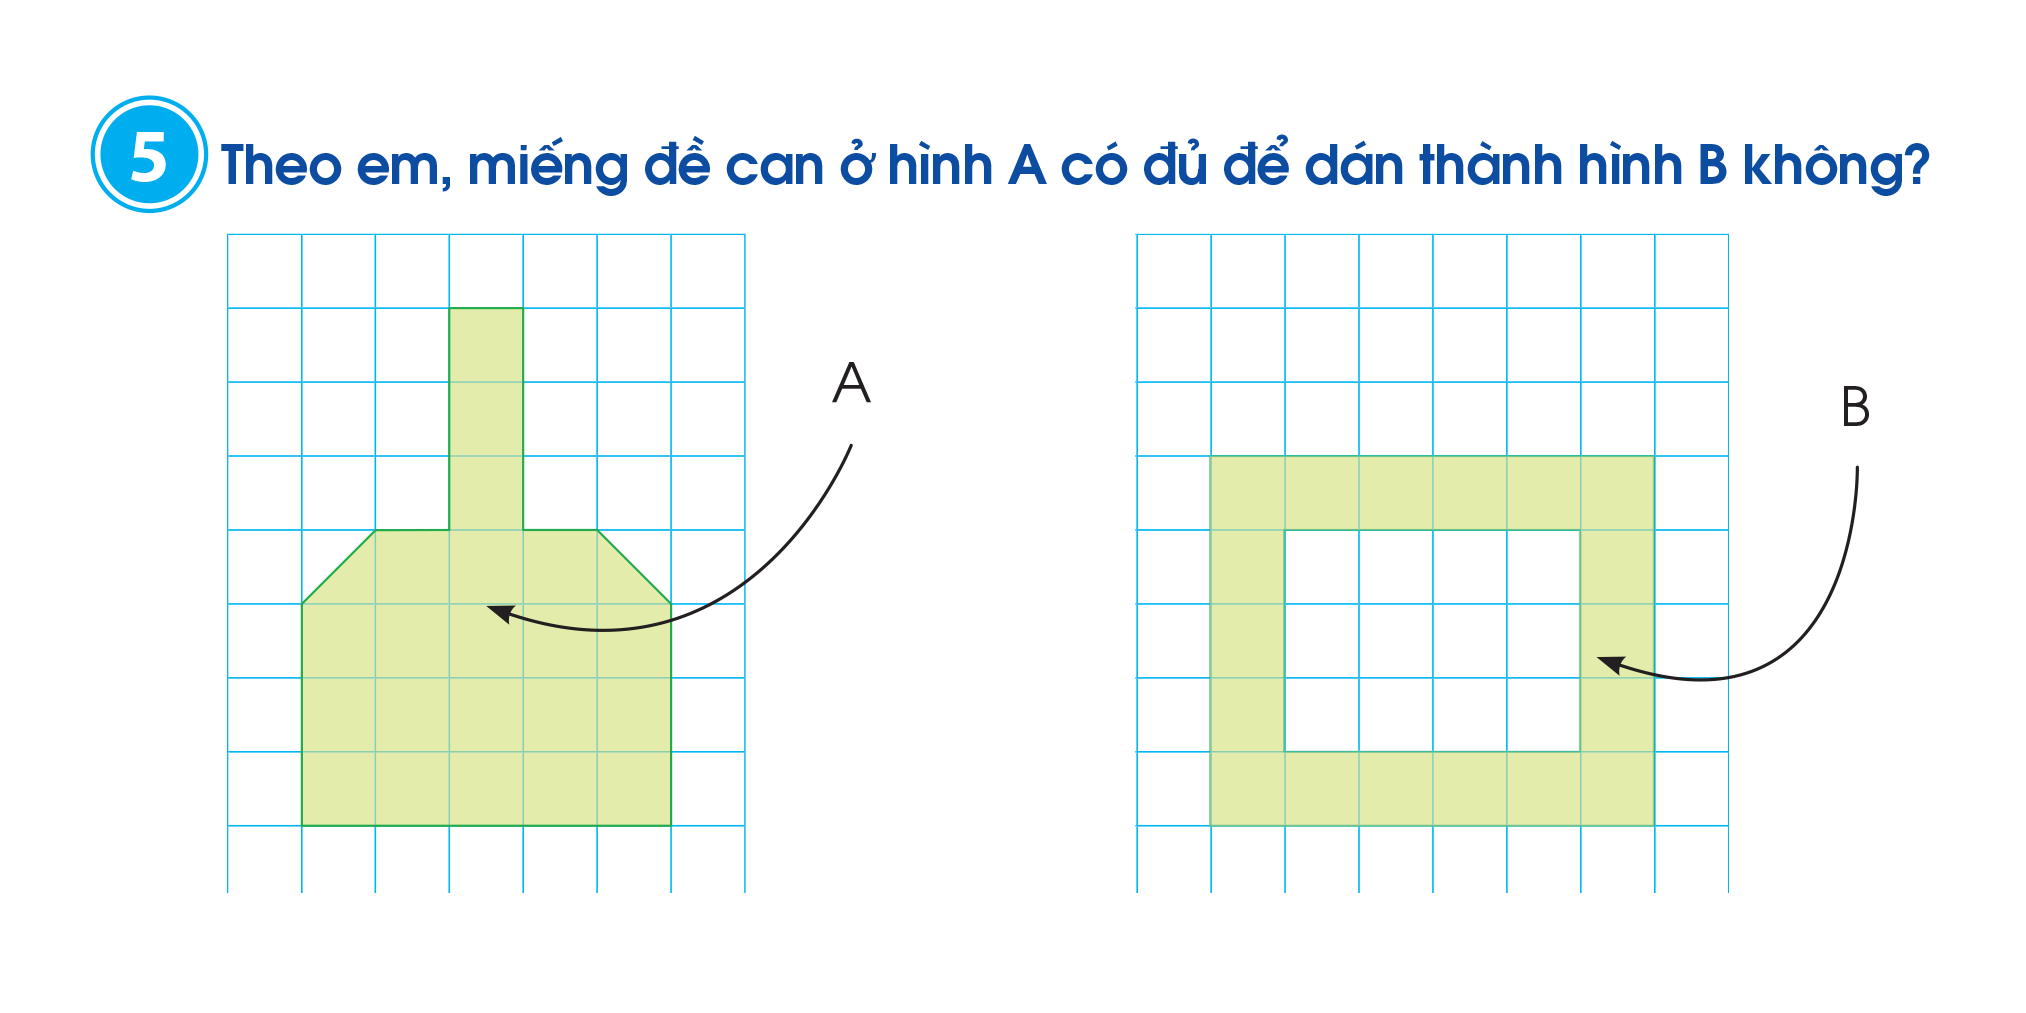 5 Theo em, miếng đề can ở hình A có đủ để dán thành hình B không?
A
B